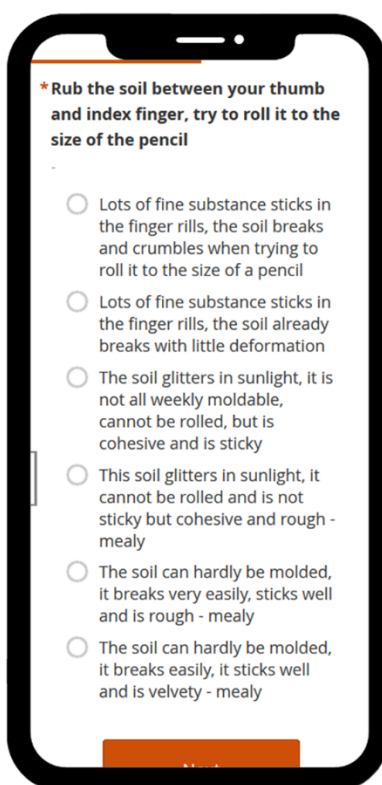 * Rub the soil between your thumb
and index finger, try to roll it to the
size of the pencil
-
Lots of fine substance sticks in
the finger rills, the soil breaks
and crumbles when trying to
roll it to the size of a pencil
Lots of fine substance sticks in
the finger rills, the soil already
breaks with little deformation
The soil glitters in sunlight, it is
not all weekly moldable,
cannot be rolled, but is
cohesive and is sticky
This soil glitters in sunlight, it
cannot be rolled and is not
sticky but cohesive and rough -
mealy
The soil can hardly be molded,
it breaks very easily, sticks well
and is rough - mealy
The soil can hardly be molded,
it breaks easily, it sticks well
and is velvety - mealy